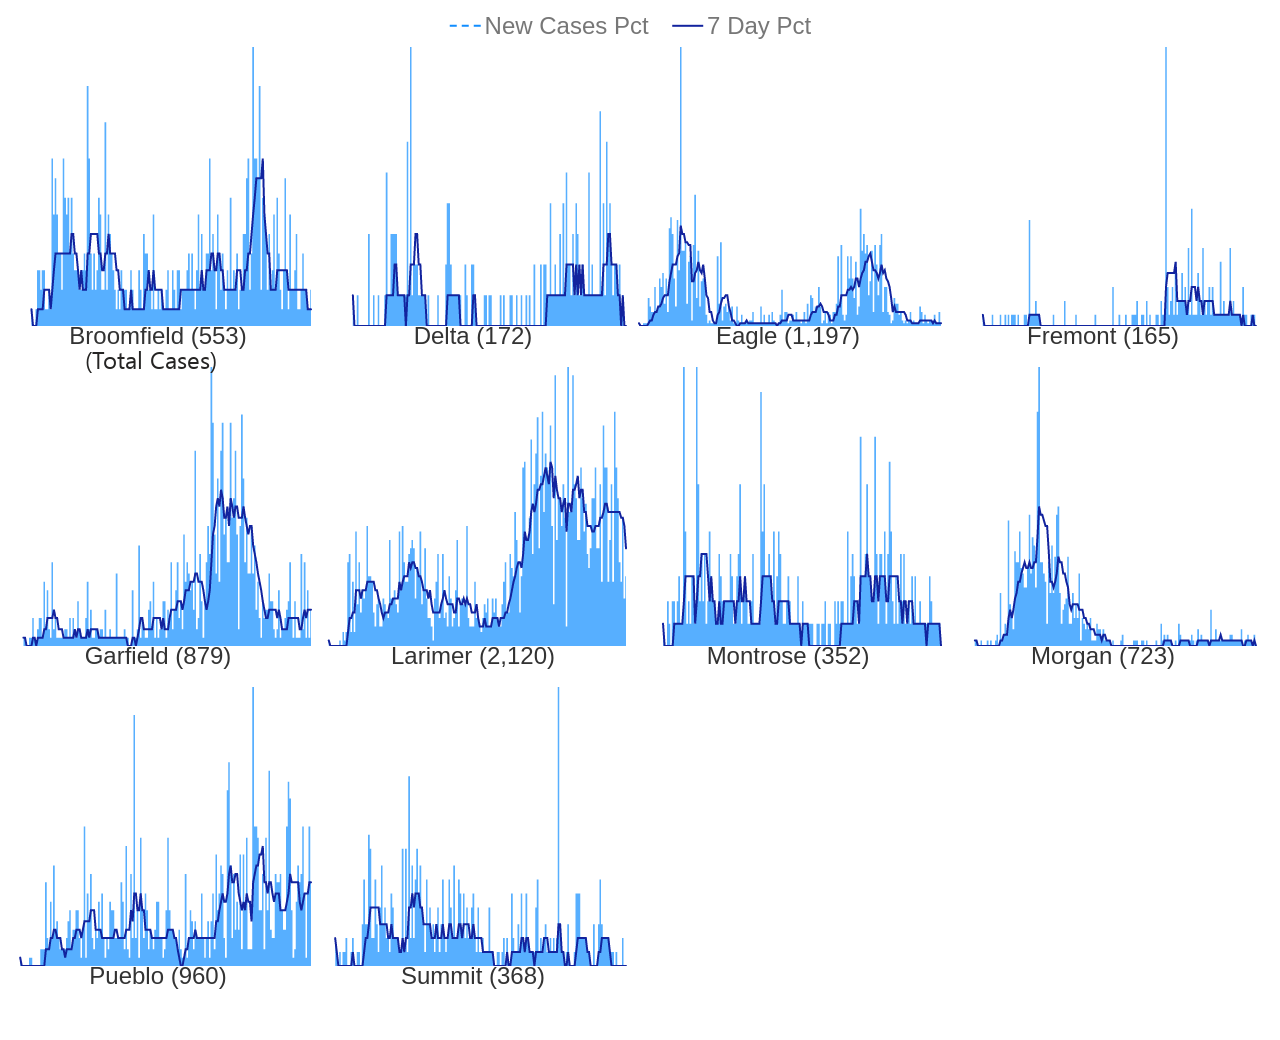 New Cases Pct 7 Day Pct
Broomfield (553) Delta (172) Eagle (1,197) Fremont (165)
(Total Cases)
Garfield (879) Larimer (2,120) Montrose (352) Morgan (723)
Pueblo (960) Summit (368)